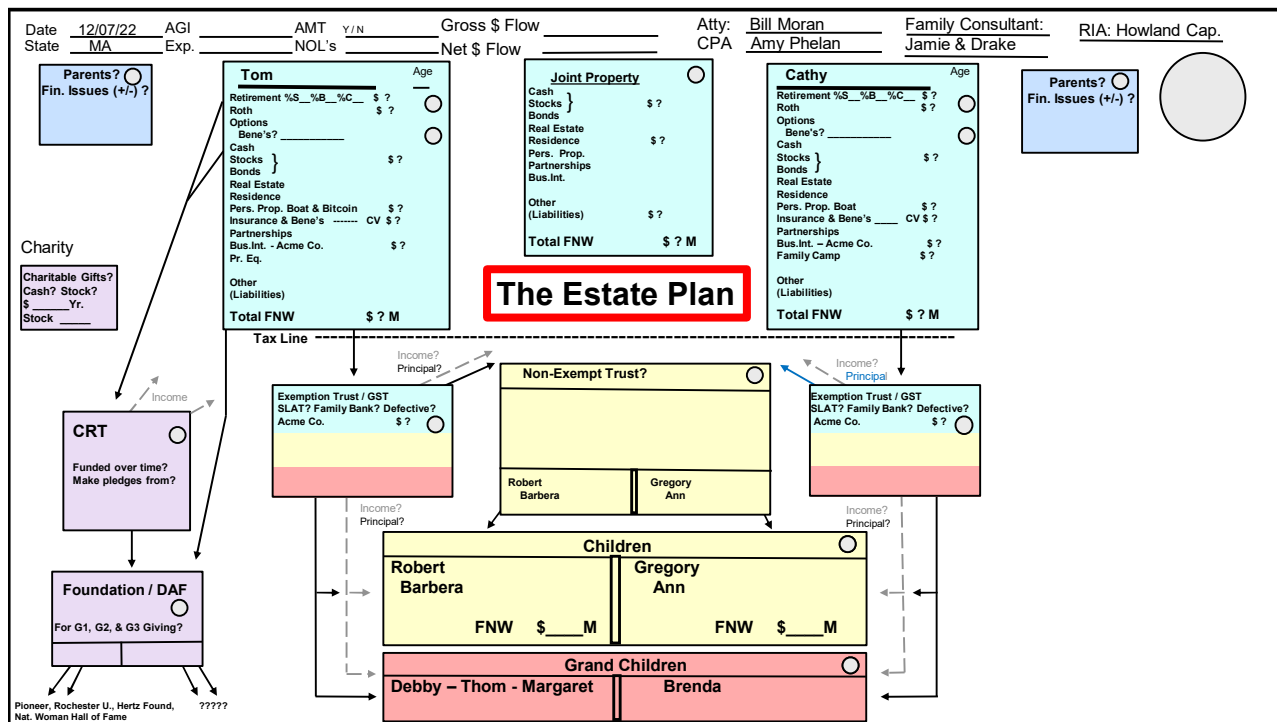 Date 12/07/22 AGI AMT Y / N Gross $ Flow Atty: Bill Moran Family Consultant: RIA: Howland Cap.
State MA Exp. NOL's Net $ Flow CPA Amy Phelan Jamie & Drake
Parents?
Fin. Issues (+/-) ?
Tom Age
Retirement %S__%B__%C__ $ ?
Roth $ ?
Options
Bene's? ___________
Cash
Stocks } $ ?
Bonds
Real Estate
Residence
Pers. Prop. Boat & Bitcoin $ ?
Insurance & Bene's ------- CV $ ?
Partnerships
Bus.Int. - Acme Co. $ ?
Pr. Eq.
Other
(Liabilities)
Total FNW $ ? M
Joint Property
Cash
Stocks } $ ?
Bonds
Real Estate
Residence $ ?
Pers. Prop.
Partnerships
Bus.Int.
Other
(Liabilities) $ ?
Total FNW $ ? M
Cathy Age
Retirement %S__%B__%C__ $ ?
Roth $ ?
Options
Bene's? ___________
Cash
Stocks } $ ?
Bonds
Real Estate
Residence
Pers. Prop. Boat $ ?
Insurance & Bene's ____ CV $ ?
Partnerships
Bus.Int. – Acme Co. $ ?
Family Camp
Other
(Liabilities)
Total FNW $ ? M
Parents?
Fin. Issues (+/-) ?
Charity
Charitable Gifts?
Cash? Stock?
$ ______Yr.
Stock _____
The Estate Plan
Tax Line
Income?
Principal?
Income?
Principal
Income
CRT
Funded over time?
Make pledges from?
Exemption Trust / GST
SLAT? Family Bank? Defective?
Acme Co. $ ?
Non-Exempt Trust?
Robert Gregory
Barbera Ann
Exemption Trust / GST
SLAT? Family Bank? Defective?
Acme Co. $ ?
Income?
Principal?
Income?
Principal?
Children
Robert Gregory
Barbera Ann
FNW $____M FNW $____M
Foundation / DAF
For G1, G2, & G3 Giving?
Grand Children
Debby – Thom - Margaret Brenda
Pioneer, Rochester U., Hertz Found, ?????
Nat. Woman Hall of Fame